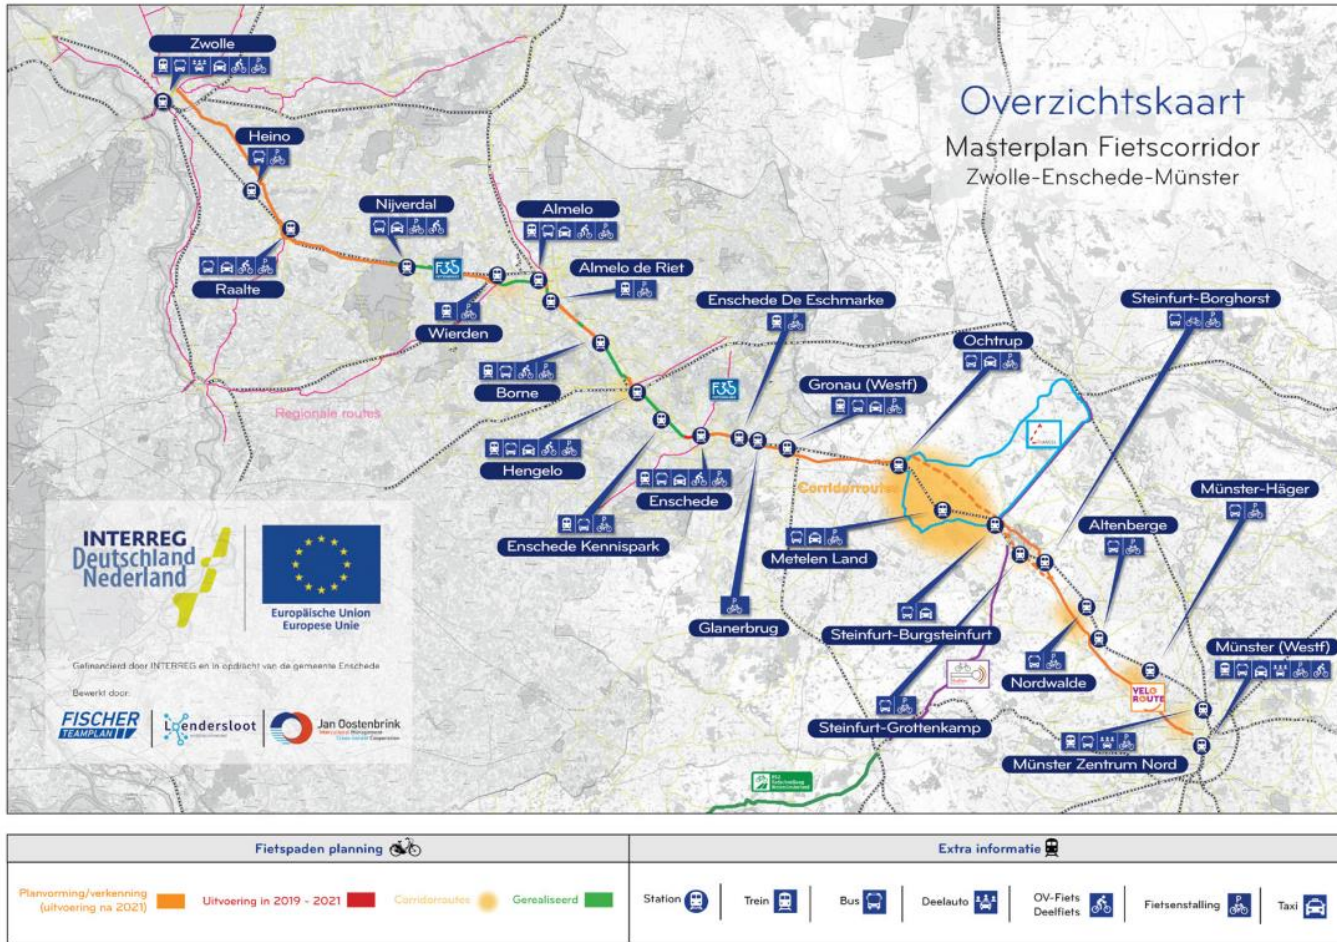 Overzichtskaart
Masterplan Fietscorridor
Zwolle-Enschede-Münster
Zwolle
Heino
Raalte
Nijverdal
F35
Wierden
Almelo
Almelo de Riet
Borne
Hengelo
Enschede Kennispark
Enschede
F35
Enschede De Eschmarke
Glanerbrug
Gronau (Westf)
Ochtrup
Metelen Land
Steinfurt-Burgsteinfurt
Steinfurt-Grottenkamp
Steinfurt-Borghorst
Nordwalde
Altenberge
Münster-Häger
Münster Zentrum Nord
Münster (Westf)
Regionale routes
Corridorroutes
VELO
ROUTE
INTERREG
Deutschland
Nederland
Europäische Union
Europese Unie
Gefinancierd door INTERREG en in opdracht van de gemeente Enschede
Bewerkt door:
FISCHER
TEAMPLAN
Loendersloot
Jan Oostenbrink
Fietspaden planning
Planvorming/verkenning
(uitvoering na 2021)
Uitvoering in 2019 - 2021
Corridorroutes
Gerealiseerd
Extra informatie
Station
Trein
Bus
Deelauto
OV-Fiets
Deelfiets
Fietsenstalling
Taxi